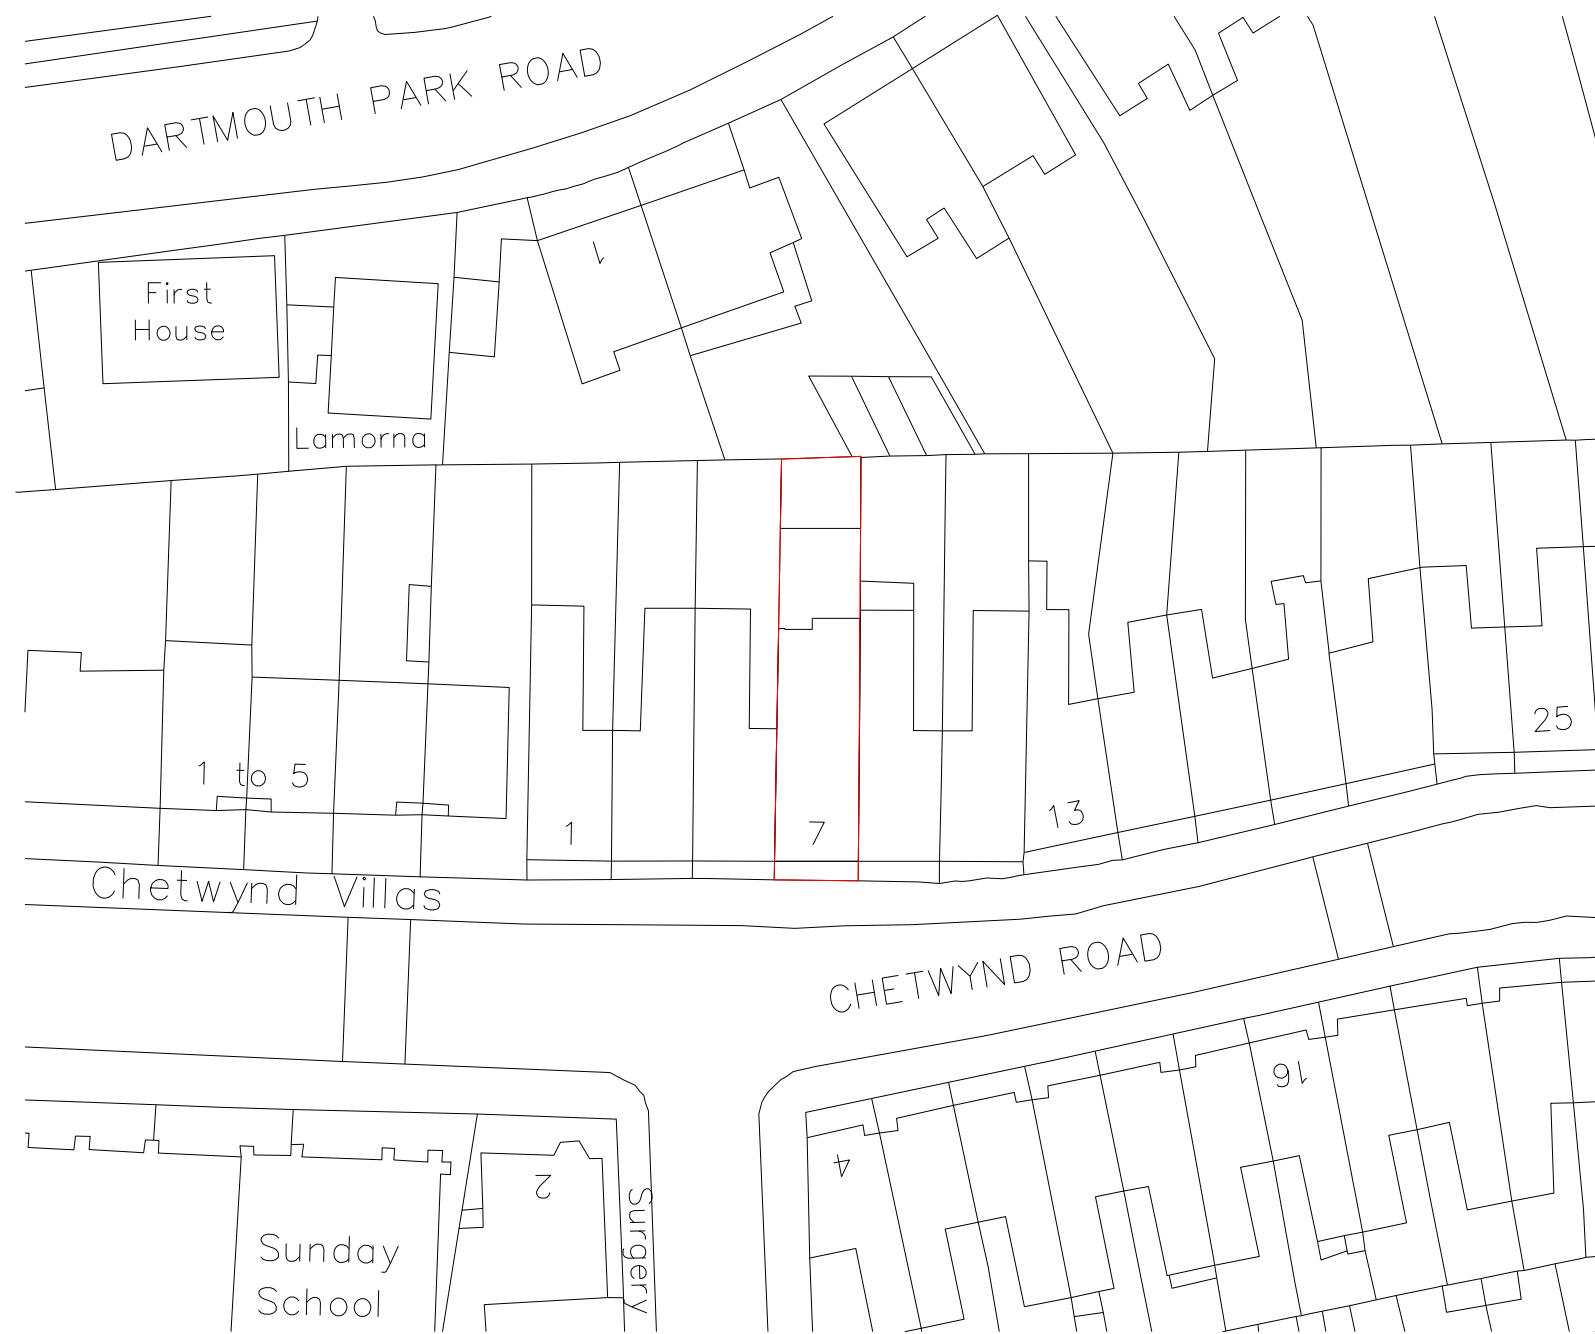 DARTMOUTH PARK ROAD
1
First
House
Lamorna
25
1 to 5
13
1
7
Chetwynd Villas
CHETWYND ROAD
16
4
2
Surgery
Sunday
School